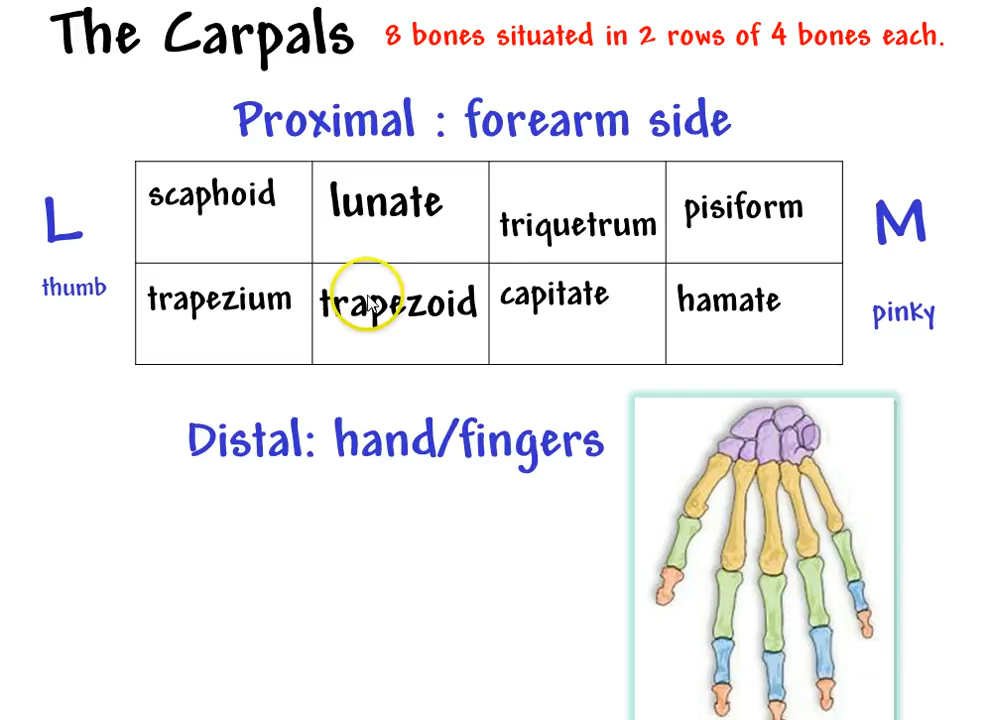 The Carpals 8 bones situated in 2 rows of 4 bones each.
Proximal : forearm side
L
thumb
scaphoid lunate triquetrum pisiform
trapezium trapezoid capitate hamate
M
pinky
Distal: hand/fingers